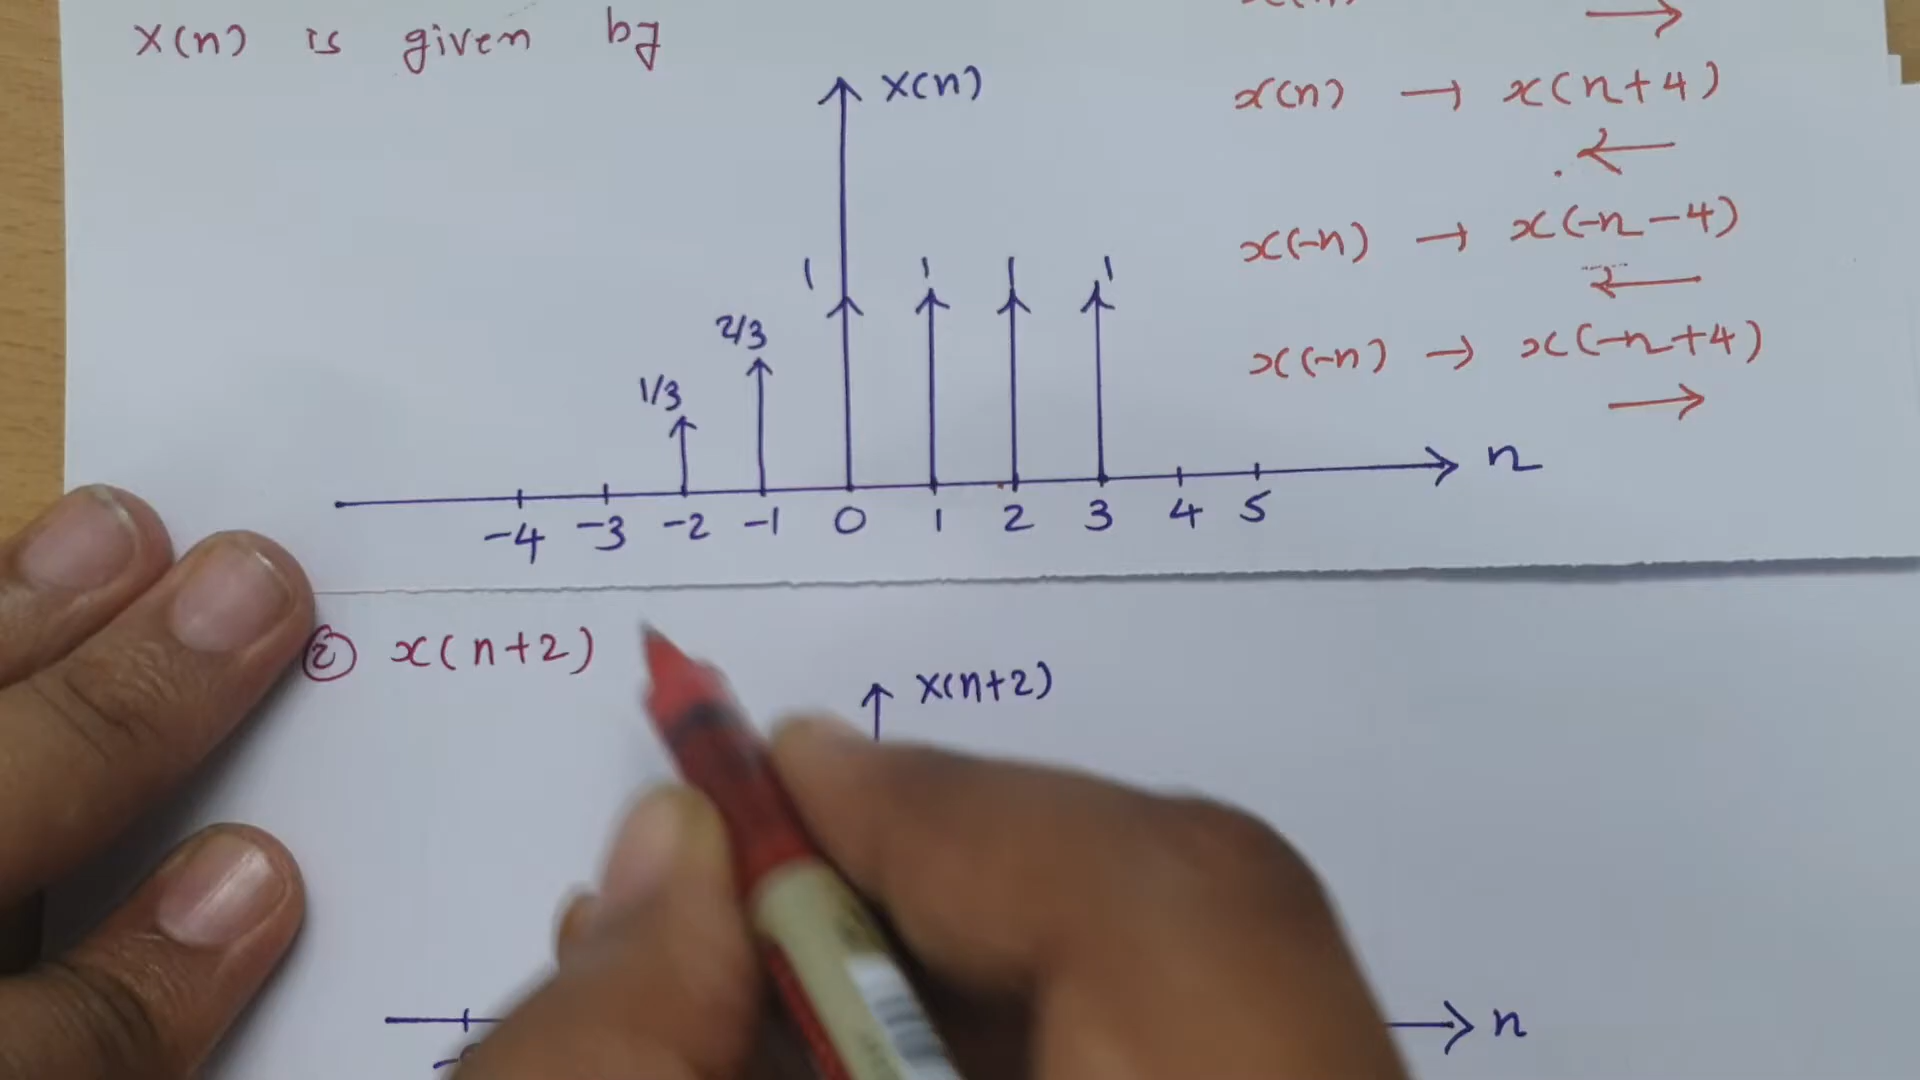 x(n) is given by
x(n)
x(n) → x(n+4)
←
x(-n) → x(-n-4)
←
x(-n) → x(-n+4)
→
1 1 1 1
2/3
1/3
n
-4 -3 -2 -1 0 1 2 3 4 5
② x(n+2)
x(n+2)
n